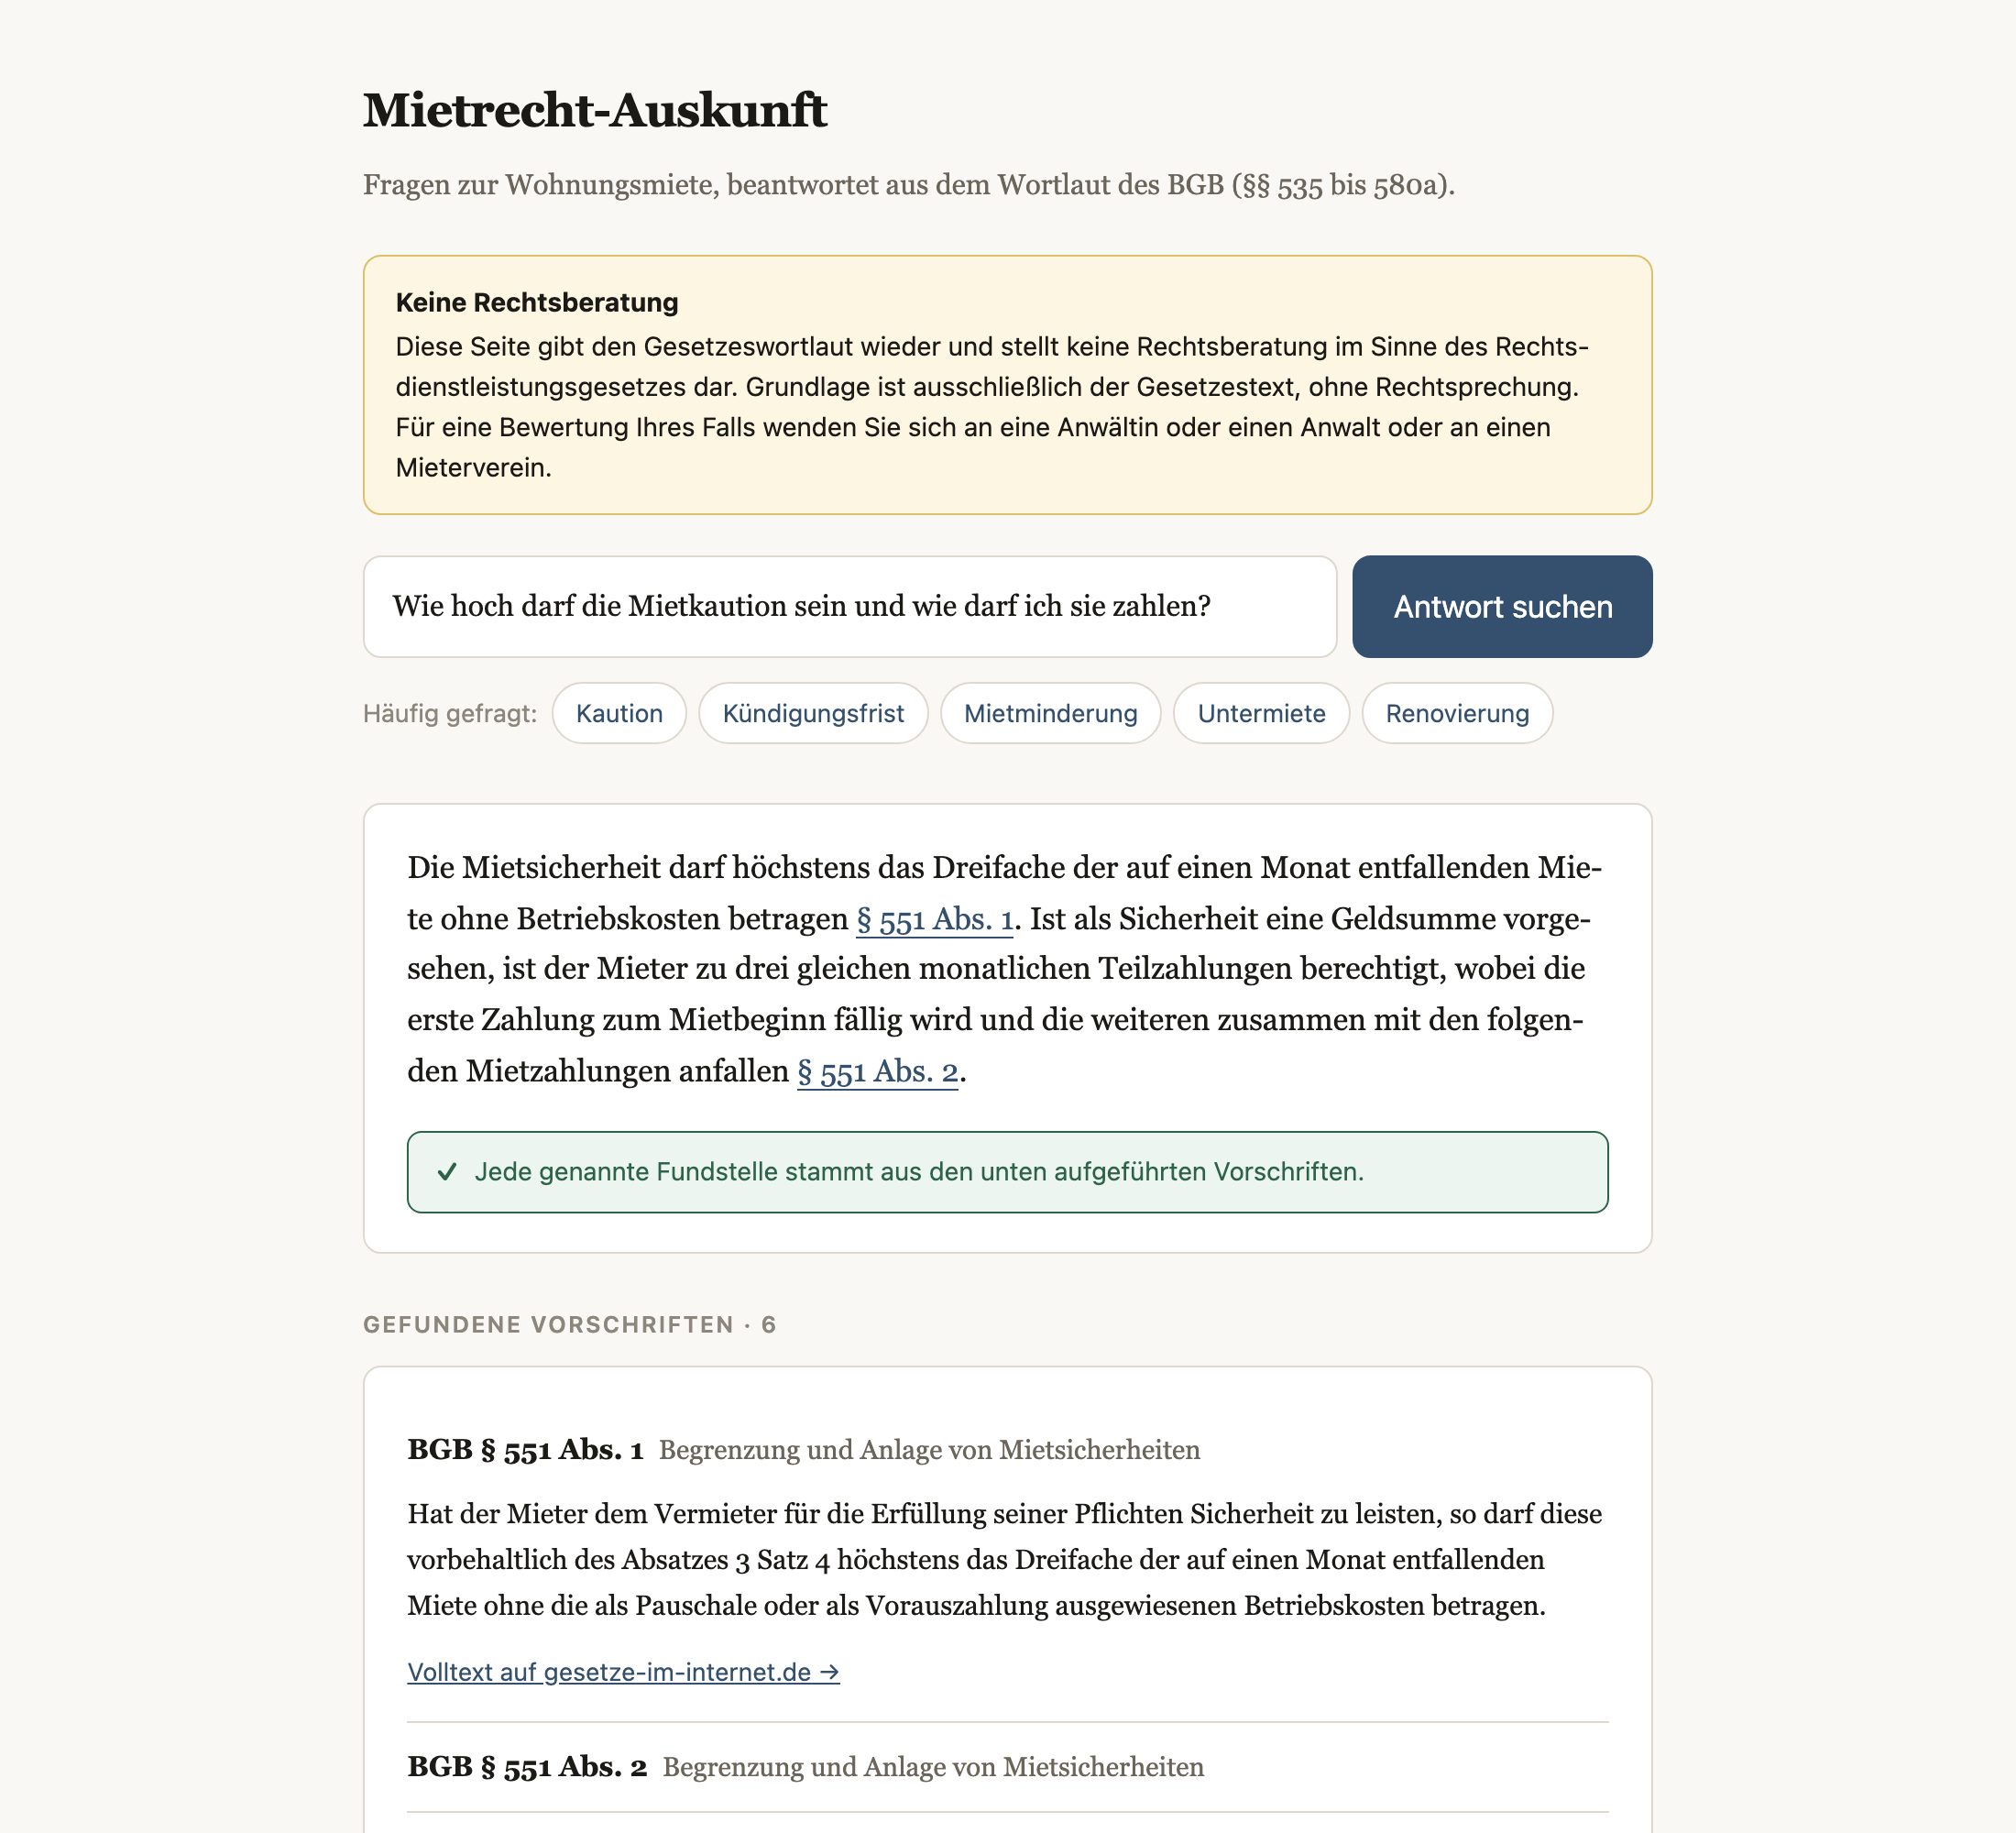 Mietrecht-Auskunft
Fragen zur Wohnungsmiete, beantwortet aus dem Wortlaut des BGB (§§ 535 bis 580a).
Keine Rechtsberatung
Diese Seite gibt den Gesetzeswortlaut wieder und stellt keine Rechtsberatung im Sinne des Rechts-
dienstleistungsgesetzes dar. Grundlage ist ausschließlich der Gesetzestext, ohne Rechtsprechung.
Für eine Bewertung Ihres Falls wenden Sie sich an eine Anwältin oder einen Anwalt oder an einen
Mieterverein.
Wie hoch darf die Mietkaution sein und wie darf ich sie zahlen?
Antwort suchen
Häufig gefragt: Kaution Kündigungsfrist Mietminderung Untermiete Renovierung
Die Mietsicherheit darf höchstens das Dreifache der auf einen Monat entfallenden Mie-
te ohne Betriebskosten betragen § 551 Abs. 1. Ist als Sicherheit eine Geldsumme vorge-
sehen, ist der Mieter zu drei gleichen monatlichen Teilzahlungen berechtigt, wobei die
erste Zahlung zum Mietbeginn fällig wird und die weiteren zusammen mit den folgen-
den Mietzahlungen anfallen § 551 Abs. 2.
✓ Jede genannte Fundstelle stammt aus den unten aufgeführten Vorschriften.
GEFUNDENE VORSCHRIFTEN · 6
BGB § 551 Abs. 1 Begrenzung und Anlage von Mietsicherheiten
Hat der Mieter dem Vermieter für die Erfüllung seiner Pflichten Sicherheit zu leisten, so darf diese
vorbehaltlich des Absatzes 3 Satz 4 höchstens das Dreifache der auf einen Monat entfallenden
Miete ohne die als Pauschale oder als Vorauszahlung ausgewiesenen Betriebskosten betragen.
Volltext auf gesetze-im-internet.de →
BGB § 551 Abs. 2 Begrenzung und Anlage von Mietsicherheiten